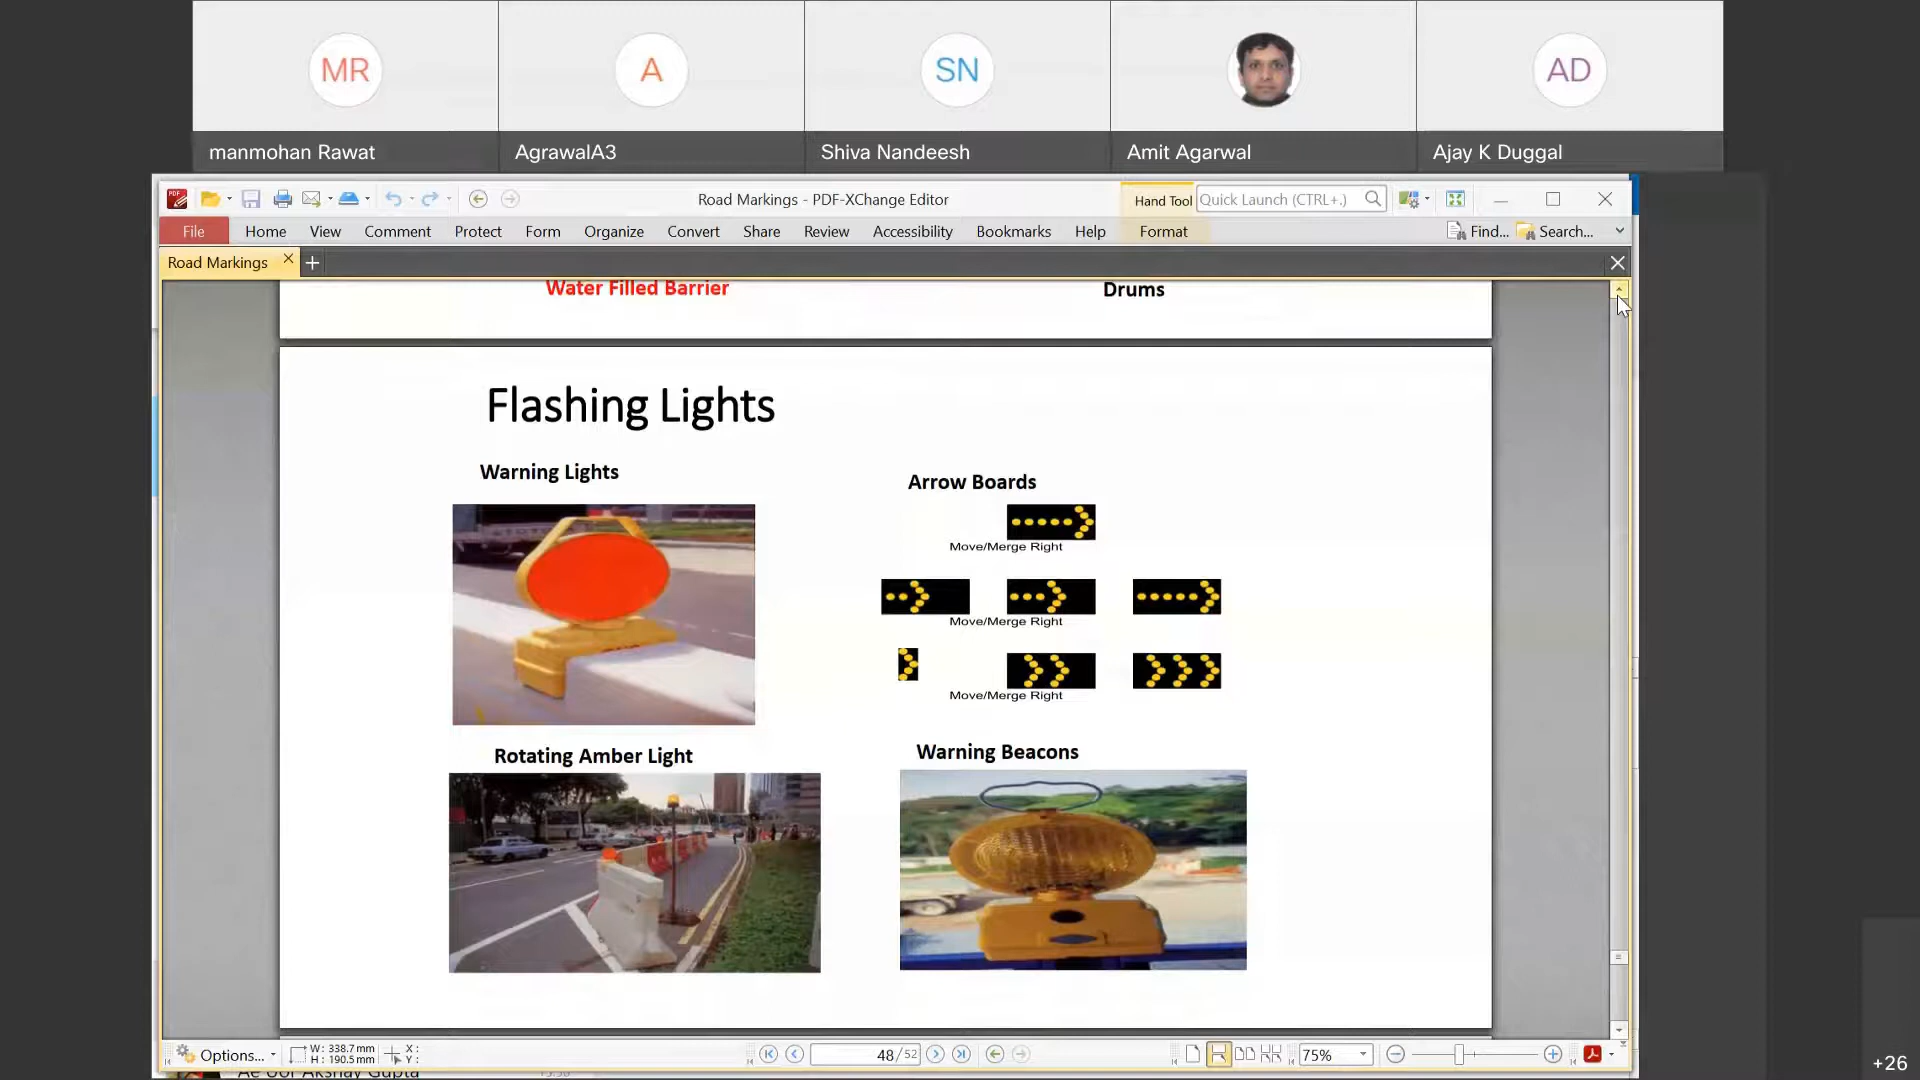 MR
A
SN
AD
manmohan Rawat
AgrawalA3
Shiva Nandeesh
Amit Agarwal
Ajay K Duggal
Road Markings - PDF-XChange Editor
Hand Tool
Quick Launch (CTRL+.)
File
Home
View
Comment
Protect
Form
Organize
Convert
Share
Review
Accessibility
Bookmarks
Help
Format
Find...
Search...
Road Markings
Water Filled Barrier
Drums
Flashing Lights
Warning Lights
Arrow Boards
Move/Merge Right
Move/Merge Right
Move/Merge Right
Rotating Amber Light
Warning Beacons
Options...
W: 338.7 mm
H: 190.5 mm
X:
Y:
48 / 52
75%
+26